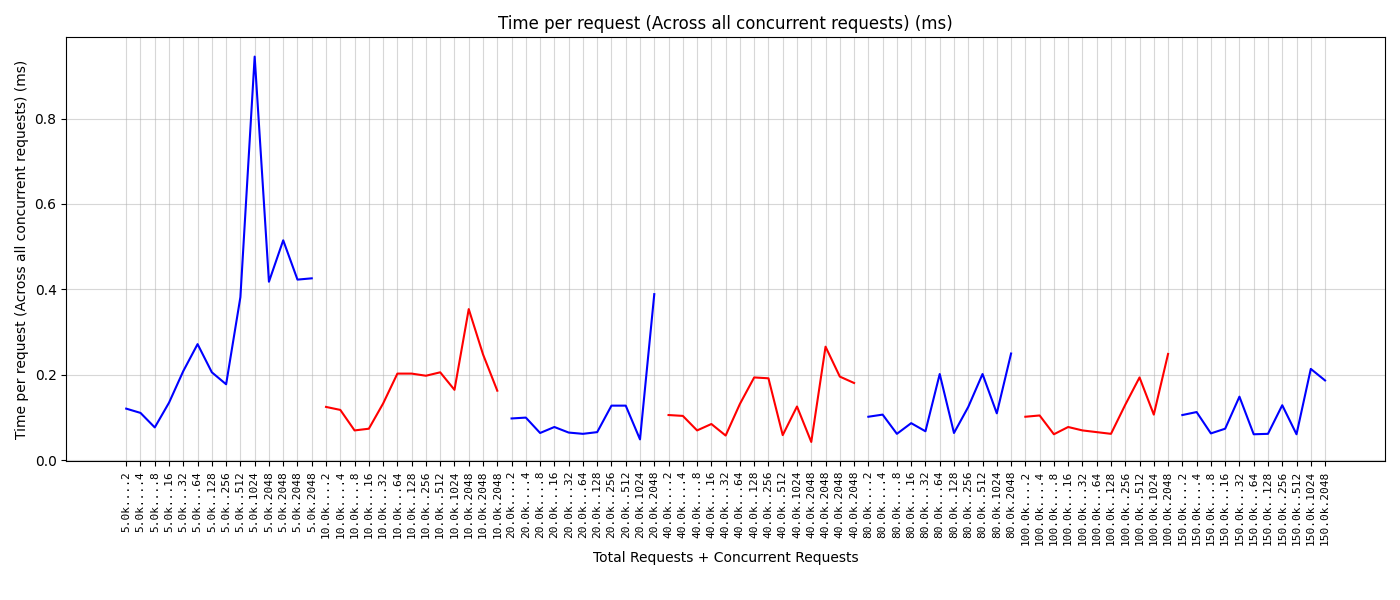 Time per request (Across all concurrent requests) (ms)
Time per request (Across all concurrent requests) (ms)
0.8
0.6
0.4
0.2
0.0
5.0k....2
5.0k....4
5.0k....8
5.0k...16
5.0k...32
5.0k...64
5.0k..128
5.0k..256
5.0k..512
5.0k.1024
5.0k.2048
5.0k.2048
5.0k.2048
5.0k.2048
10.0k....2
10.0k....4
10.0k....8
10.0k...16
10.0k...32
10.0k...64
10.0k..128
10.0k..256
10.0k..512
10.0k.1024
10.0k.2048
10.0k.2048
10.0k.2048
20.0k....2
20.0k....4
20.0k....8
20.0k...16
20.0k...32
20.0k...64
20.0k..128
20.0k..256
20.0k..512
20.0k.1024
20.0k.2048
40.0k....2
40.0k....4
40.0k....8
40.0k...16
40.0k...32
40.0k...64
40.0k..128
40.0k..256
40.0k..512
40.0k.1024
40.0k.2048
40.0k.2048
40.0k.2048
40.0k.2048
80.0k....2
80.0k....4
80.0k....8
80.0k...16
80.0k...32
80.0k...64
80.0k..128
80.0k..256
80.0k..512
80.0k.1024
80.0k.2048
100.0k....2
100.0k....4
100.0k....8
100.0k...16
100.0k...32
100.0k...64
100.0k..128
100.0k..256
100.0k..512
100.0k.1024
100.0k.2048
150.0k....2
150.0k....4
150.0k....8
150.0k...16
150.0k...32
150.0k...64
150.0k..128
150.0k..256
150.0k..512
150.0k.1024
150.0k.2048
Total Requests + Concurrent Requests